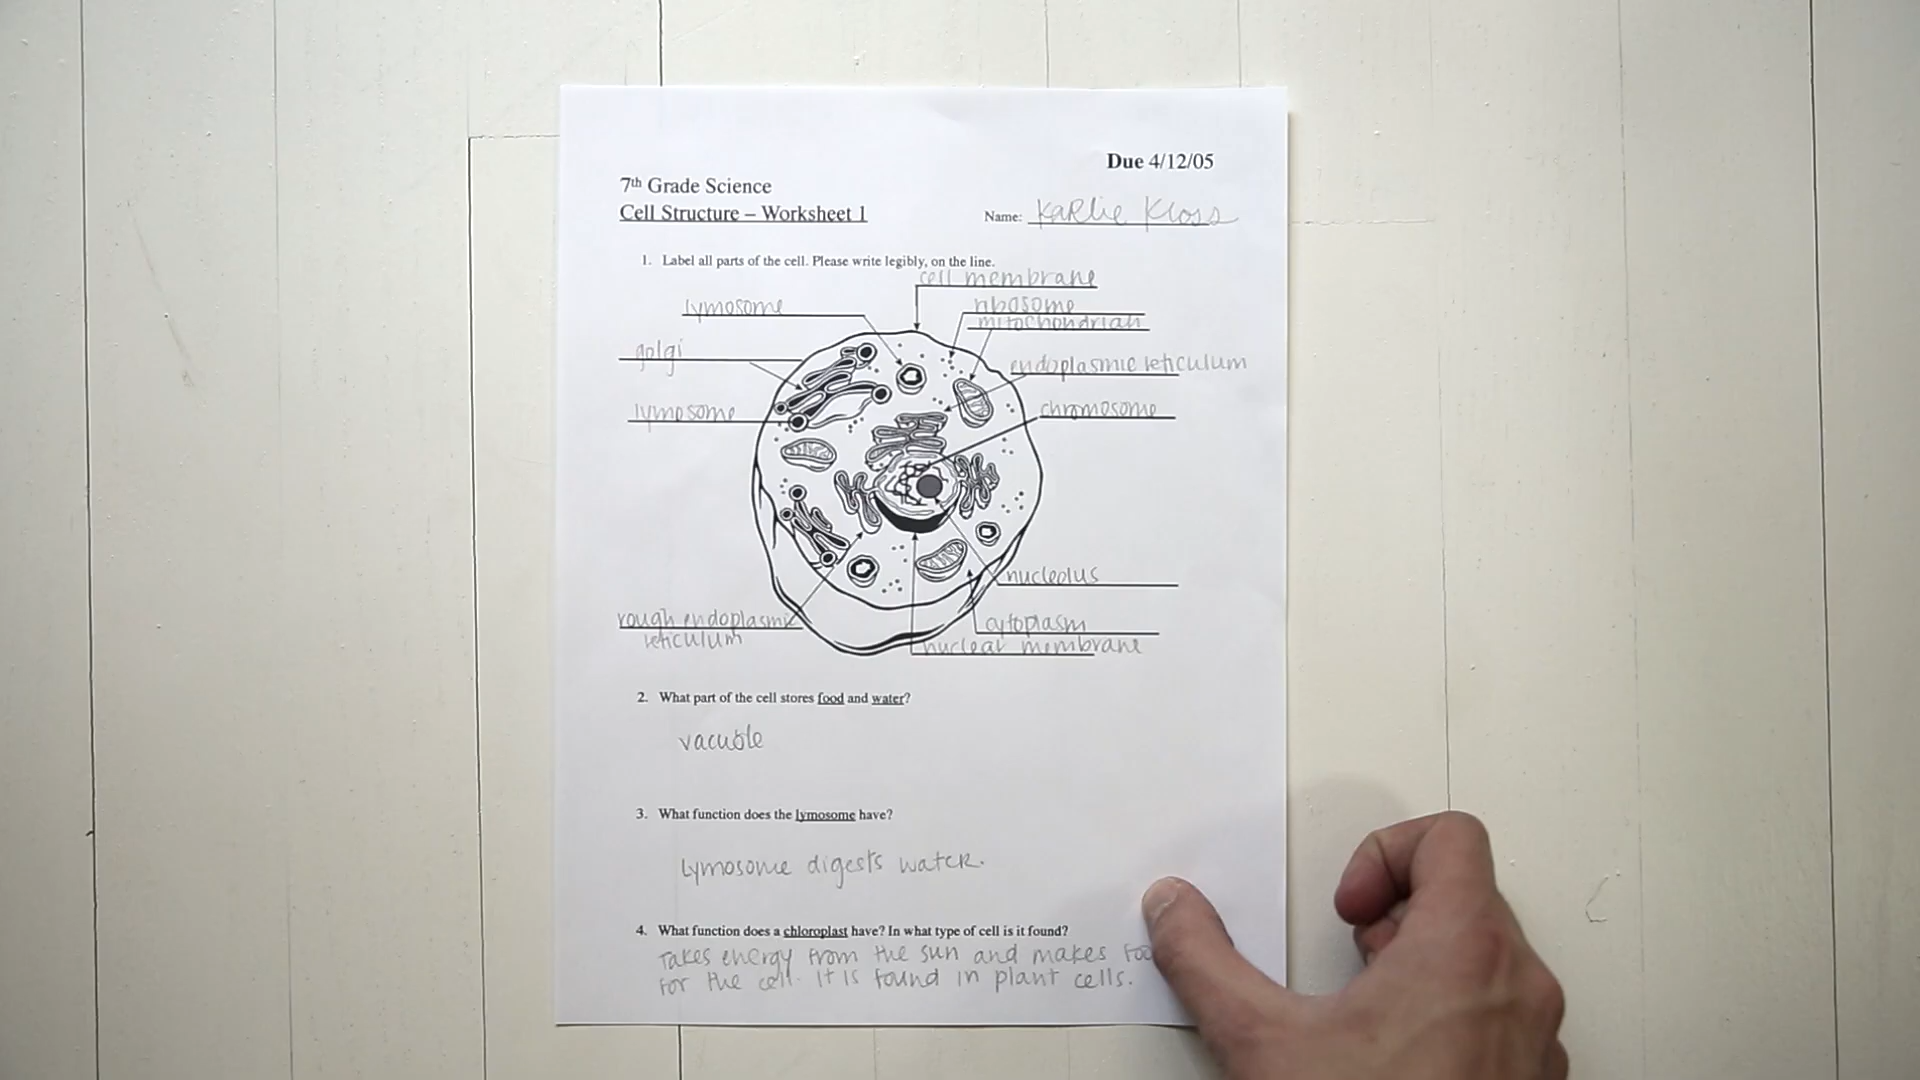 Due 4/12/05
7th Grade Science
Cell Structure – Worksheet 1
Name: Karlie Kloss
1. Label all parts of the cell. Please write legibly, on the line.
cell membrane
lymosome
ribosome
mitochondriah
golgi
endoplasmic reticulum
lymosome
chromosome
nucleolus
rough endoplasmic
reticulum
cytoplasm
nuclear membrane
2. What part of the cell stores food and water?
vacuole
3. What function does the lymosome have?
Lymosome digests water.
4. What function does a chloroplast have? In what type of cell is it found?
Takes energy from the sun and makes foo
for the cell. It is found in plant cells.